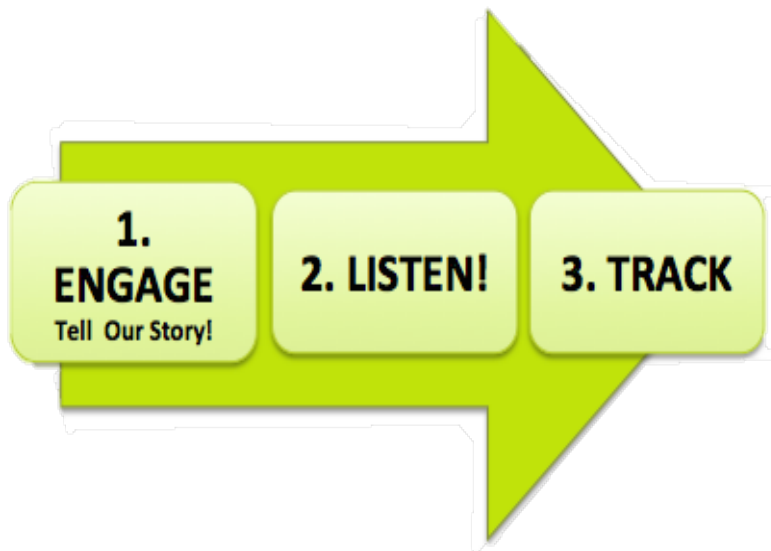 1.
ENGAGE
Tell Our Story!
2. LISTEN!
3. TRACK